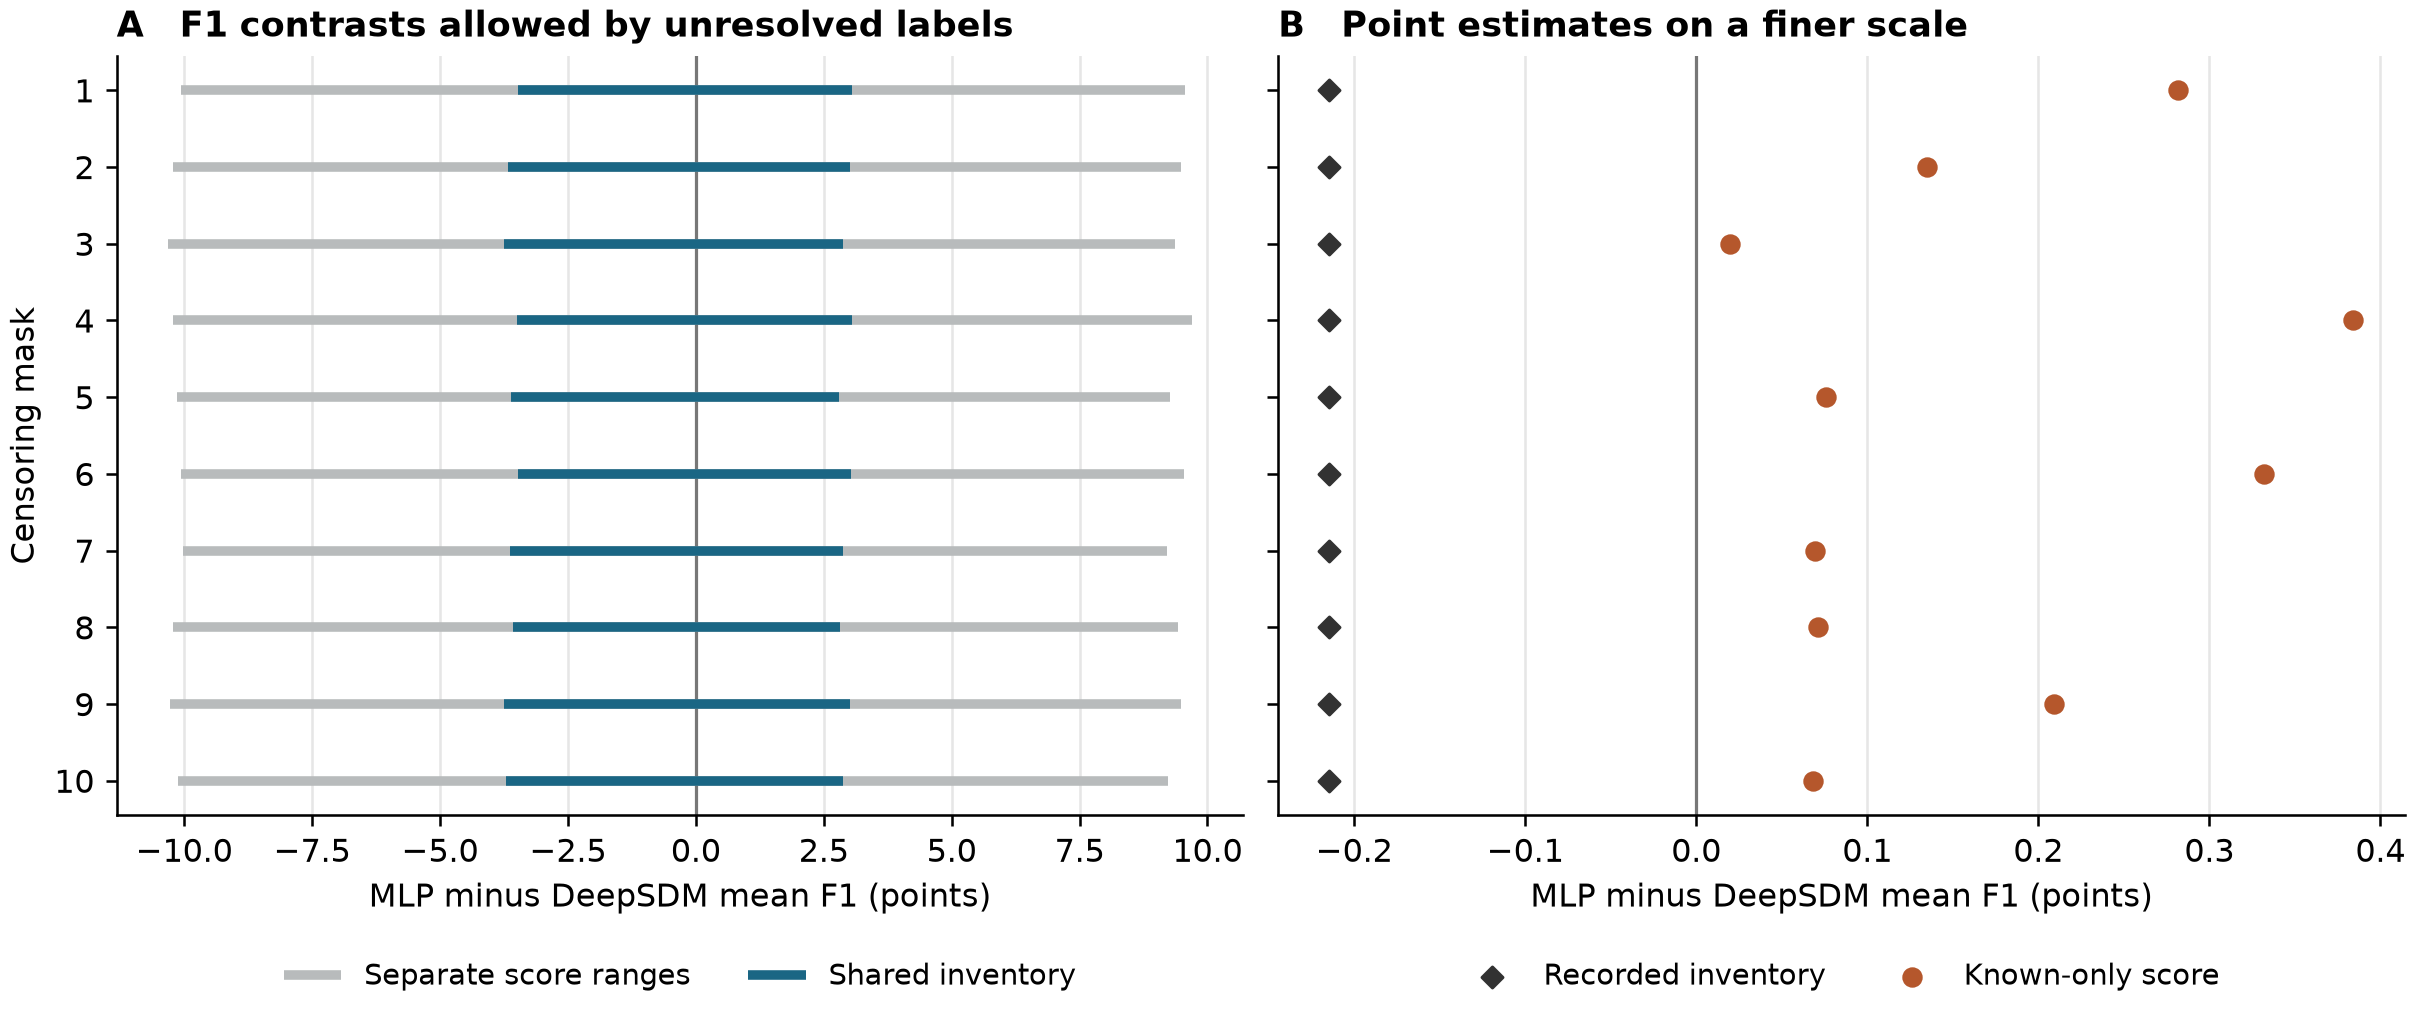 A F1 contrasts allowed by unresolved labels
Censoring mask
1
2
3
4
5
6
7
8
9
10
−10.0 −7.5 −5.0 −2.5 0.0 2.5 5.0 7.5 10.0
MLP minus DeepSDM mean F1 (points)
Separate score ranges Shared inventory
B Point estimates on a finer scale
−0.2 −0.1 0.0 0.1 0.2 0.3 0.4
MLP minus DeepSDM mean F1 (points)
Recorded inventory Known-only score